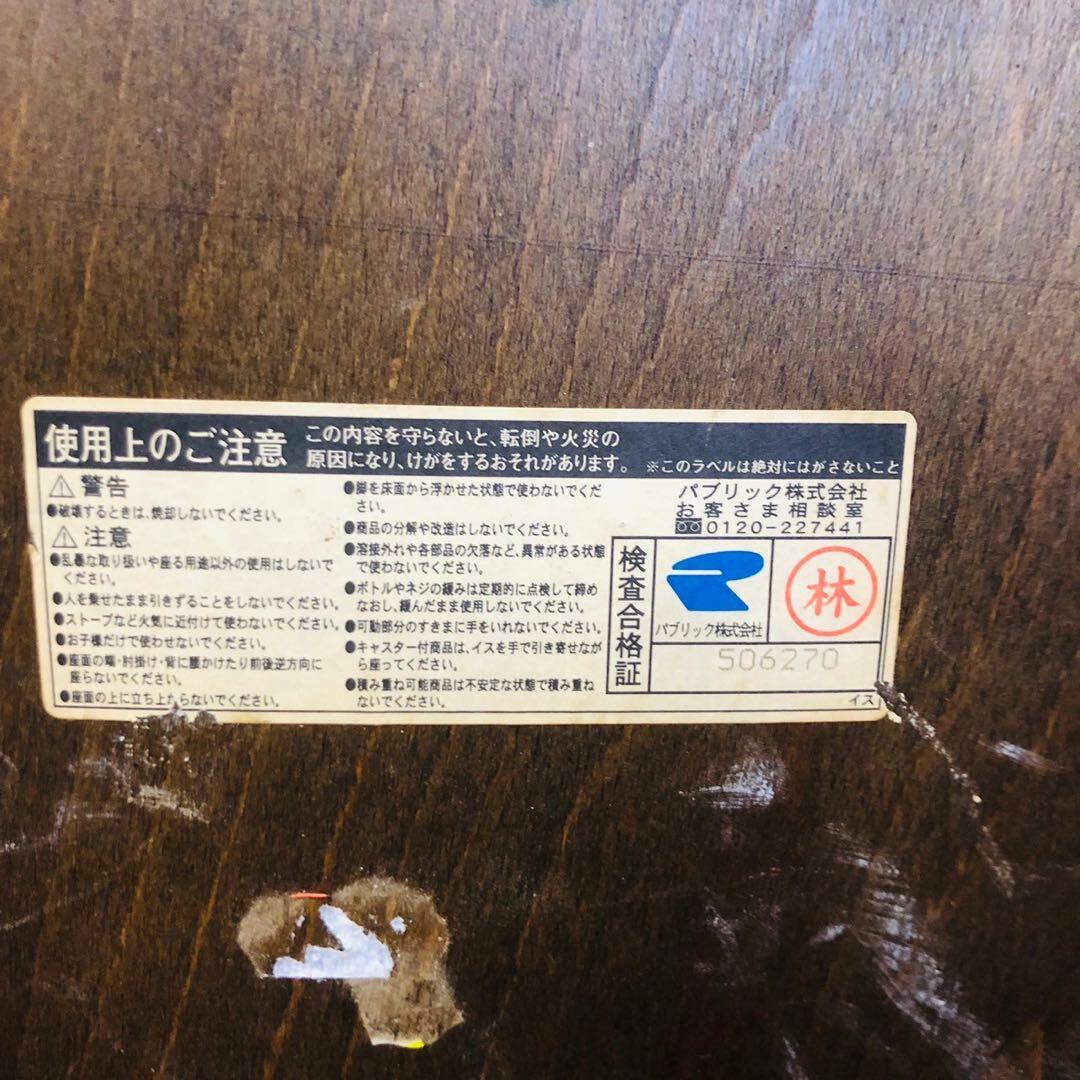 使用上のご注意
この内容を守らないと、転倒や火災の
原因になり、けがをするおそれがあります。
※このラベルは絶対にはがさないこと
⚠警告
●破壊するときは、焼却しないでください。
⚠注意
●乱暴な取り扱いや座る用途以外の使用はしないで
ください。
●人を乗せたまま引きずることをしないでください。
●ストーブなど火気に近付けて使わないでください。
●お子様だけで使わせないでください。
●座面の端・肘掛け・背に腰かけたり前後逆方向に
座らないでください。
●座面の上に立ち上がらないでください。
●脚を床面から浮かせた状態で使わないでくだ
さい。
●商品の分解や改造はしないでください。
●溶接外れや各部品の欠落など、異常がある状態
で使わないでください。
●ボトルやネジの緩みは定期的に点検して締め
なおし、緩んだまま使用しないでください。
●可動部分のすきまに手をいれないでください。
●キャスター付商品は、イスを手で引き寄せなが
ら座ってください。
●積み重ね可能商品は不安定な状態で積み重ね
ないでください。
パブリック株式会社
お客さま相談室
0120-227441
検査合格証
パブリック株式会社
林
506270
イス